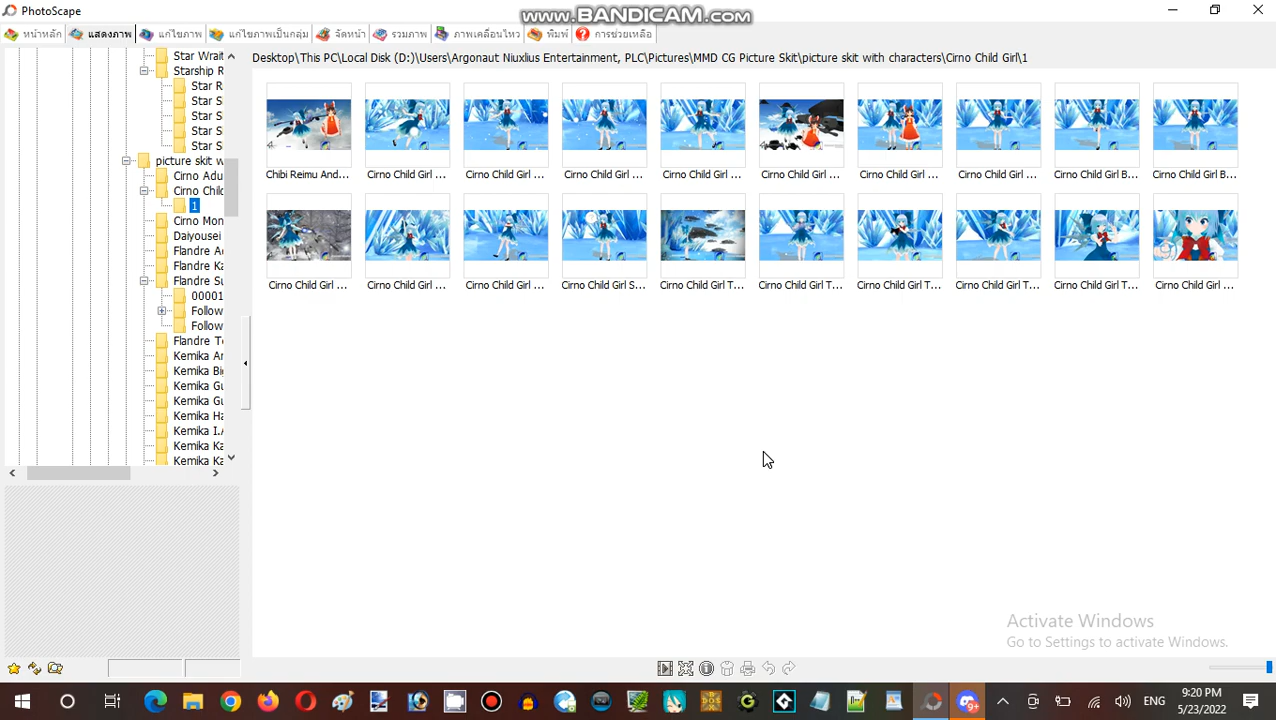 PhotoScape
www.BANDICAM.com
หน้าหลัก แสดงภาพ แก้ไขภาพ แก้ไขภาพเป็นกลุ่ม จัดหน้า รวมภาพ ภาพเคลื่อนไหว พิมพ์ การช่วยเหลือ
Desktop\This PC\Local Disk (D:)\Users\Argonaut Niuxlius Entertainment, PLC\Pictures\MMD CG Picture Skit\picture skit with characters\Cirno Child Girl\1
Star Wrait
Starship R
Star R
Star S
Star S
Star S
Star S
picture skit w
Cirno Adu
Cirno Chil
1
Cirno Mon
Daiyousei
Flandre Ac
Flandre Ka
Flandre Su
00001
Follow
Follow
Flandre Te
Kemika Ar
Kemika Big
Kemika Gu
Kemika Gu
Kemika Ha
Kemika I.A
Kemika Ka
Kemika Ka
Chibi Reimu And... Cirno Child Girl ... Cirno Child Girl ... Cirno Child Girl ... Cirno Child Girl ... Cirno Child Girl ... Cirno Child Girl ... Cirno Child Girl ... Cirno Child Girl B... Cirno Child Girl B...
Cirno Child Girl ... Cirno Child Girl ... Cirno Child Girl ... Cirno Child Girl S... Cirno Child Girl T... Cirno Child Girl T... Cirno Child Girl T... Cirno Child Girl T... Cirno Child Girl T... Cirno Child Girl ...
Activate Windows
Go to Settings to activate Windows.
9+
ENG
9:20 PM
5/23/2022